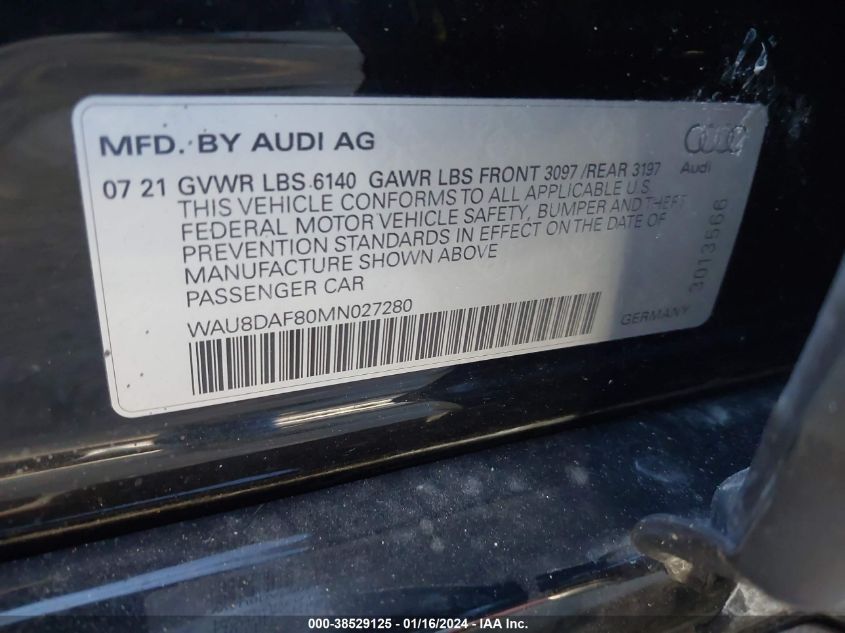 MFD. BY AUDI AG
Audi
07 21 GVWR LBS 6140 GAWR LBS FRONT 3097 /REAR 3197
THIS VEHICLE CONFORMS TO ALL APPLICABLE U.S.
FEDERAL MOTOR VEHICLE SAFETY, BUMPER AND THEFT
PREVENTION STANDARDS IN EFFECT ON THE DATE OF
MANUFACTURE SHOWN ABOVE
PASSENGER CAR
3013566
WAU8DAF80MN027280
GERMANY
000-38529125 - 01/16/2024 - IAA, Inc.